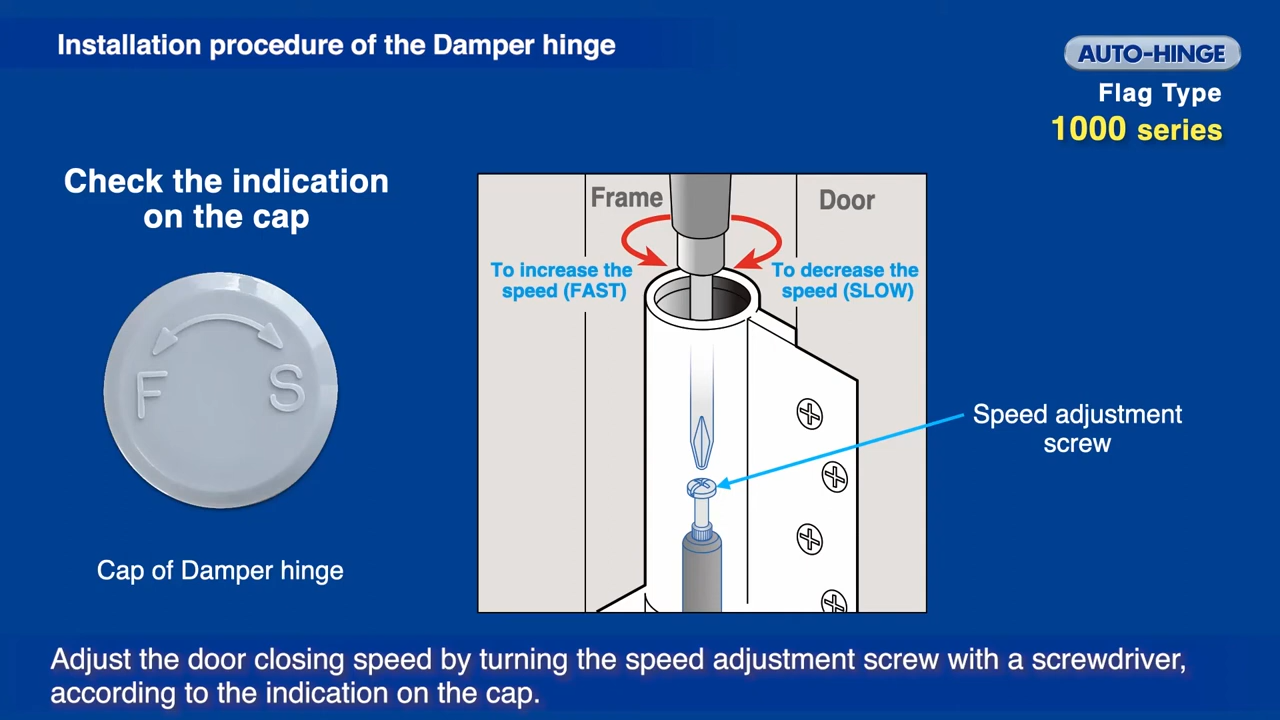 Installation procedure of the Damper hinge
AUTO-HINGE
Flag Type
1000 series
Check the indication
on the cap
F
S
Cap of Damper hinge
Frame
Door
To increase the
speed (FAST)
To decrease the
speed (SLOW)
Speed adjustment
screw
Adjust the door closing speed by turning the speed adjustment screw with a screwdriver,
according to the indication on the cap.